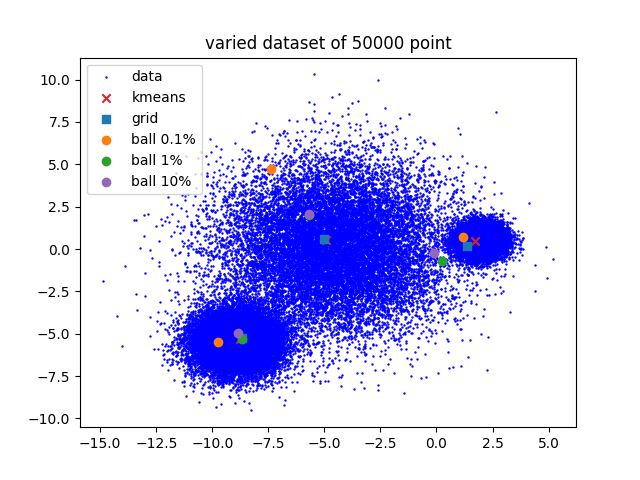 varied dataset of 50000 point
data
kmeans
grid
ball 0.1%
ball 1%
ball 10%
10.0
7.5
5.0
2.5
0.0
−2.5
−5.0
−7.5
−10.0
−15.0 −12.5 −10.0 −7.5 −5.0 −2.5 0.0 2.5 5.0